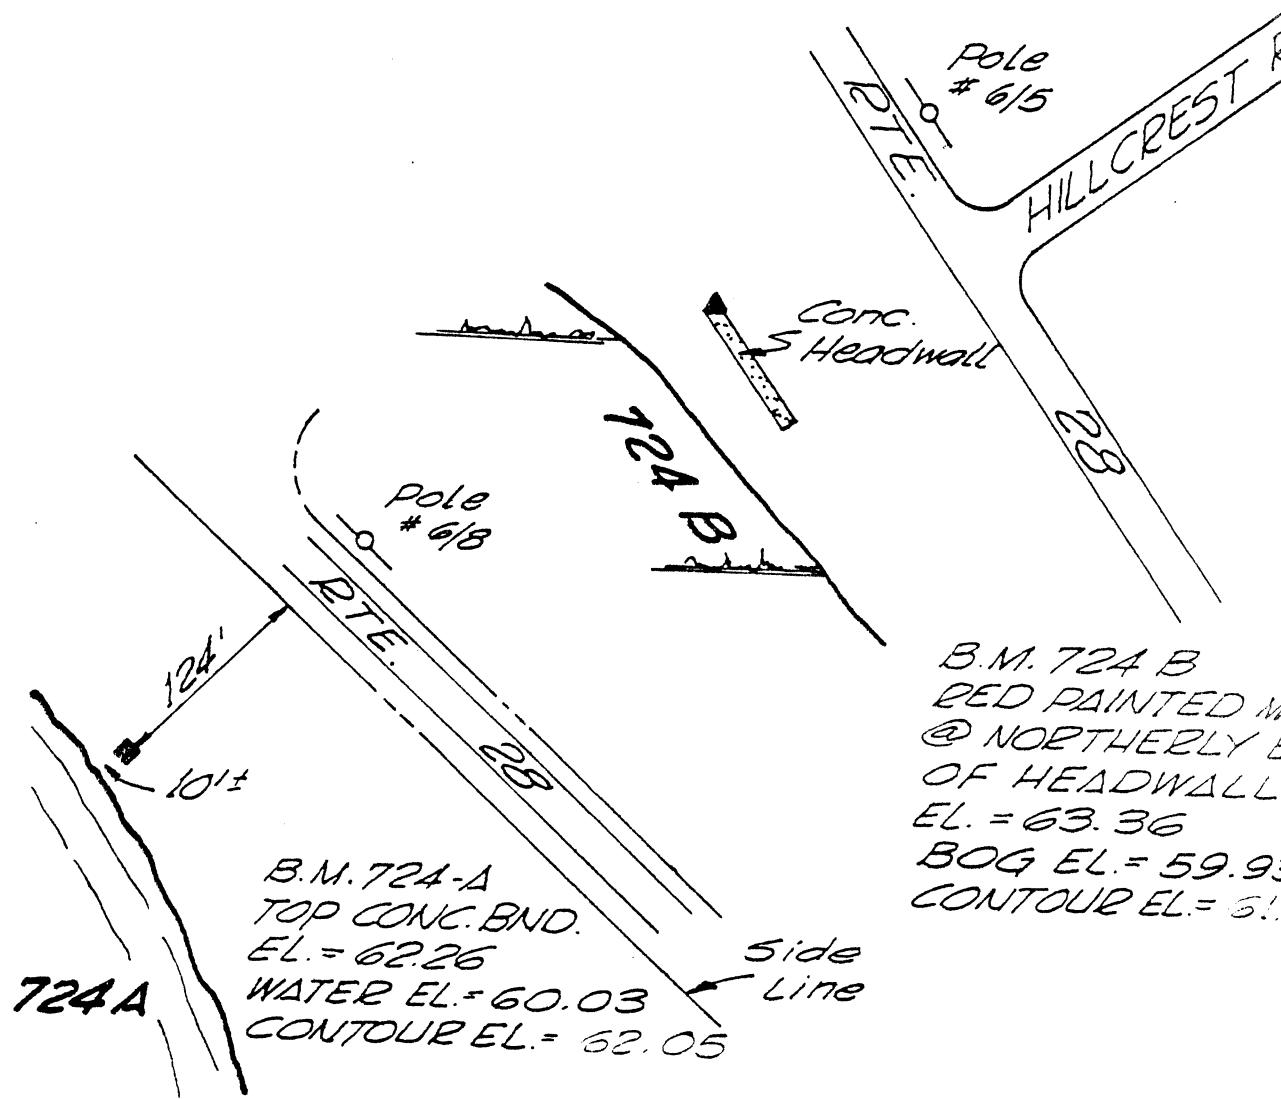 Pole
# 6/5
HILLCREST
RTE.
28
Conc.
Headwall
724 B
Pole
# 6/8
RTE.
28
124'
10'±
B.M. 724 B
RED PAINTED
@ NORTHERLY
OF HEADWALL
EL. = 63.36
BOG EL. = 59.93
CONTOUR EL. =
B.M. 724-A
TOP CONC. BND.
EL. = 62.26
WATER EL. = 60.03
CONTOUR EL. = 62.05
Side
Line
724A